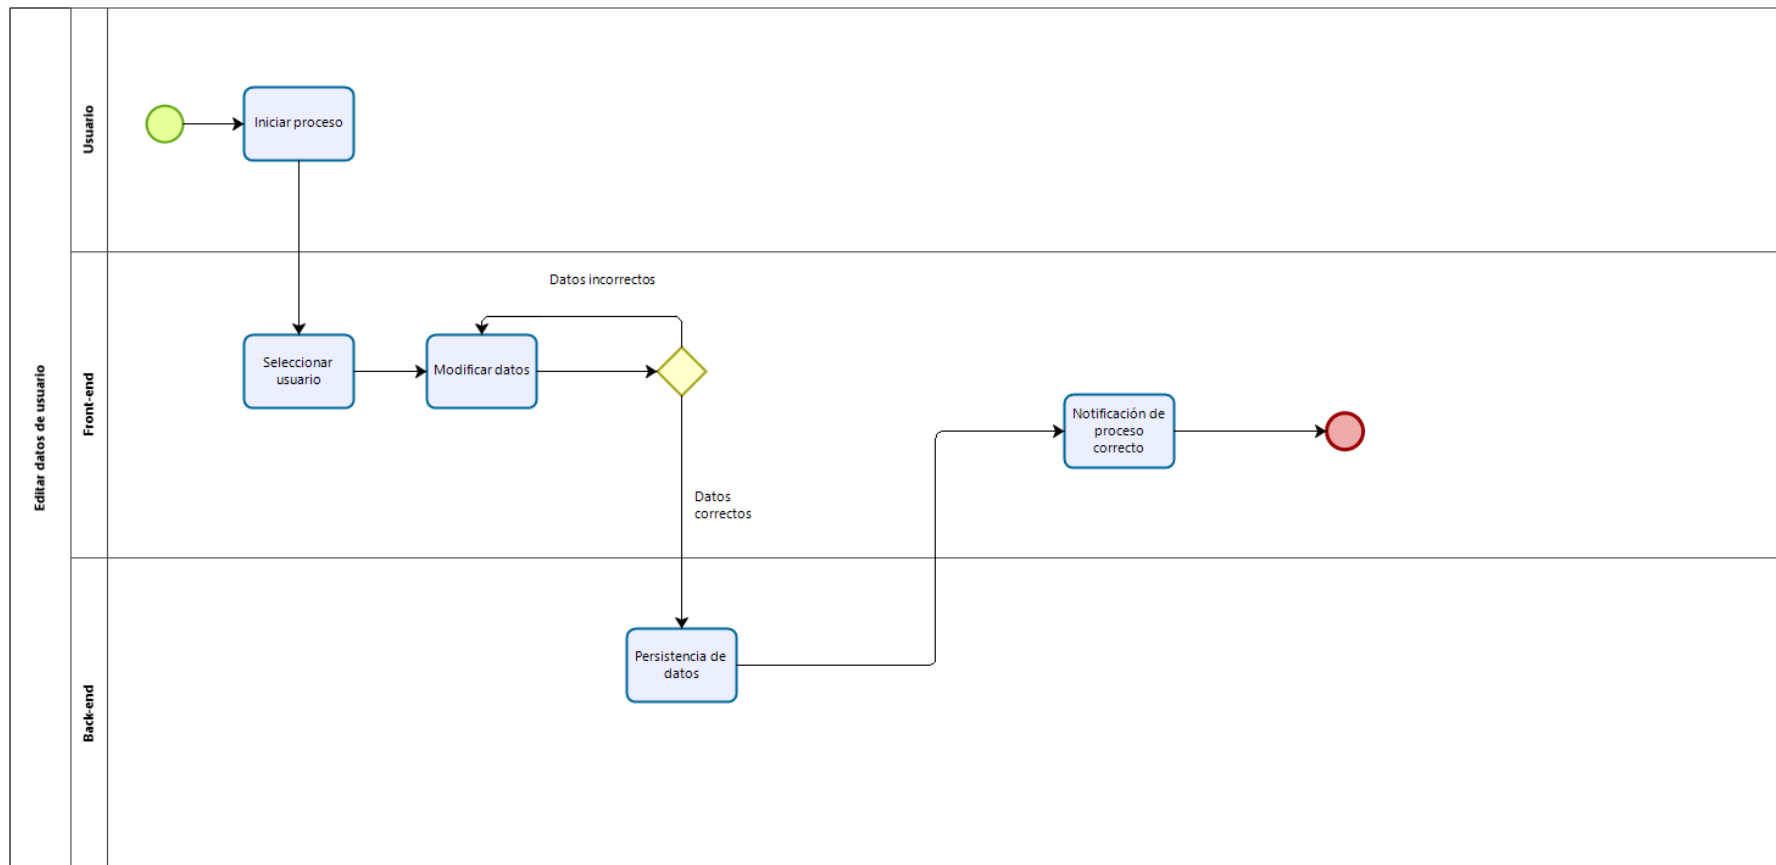 Editar datos de usuario
Usuario
Iniciar proceso
Front-end
Datos incorrectos
Seleccionar
usuario
Modificar datos
Datos
correctos
Notificación de
proceso
correcto
Back-end
Persistencia de
datos